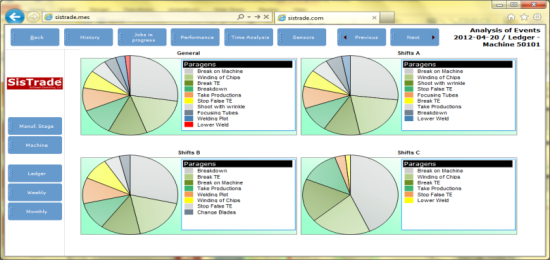 sistrade.mes
sistrade.com
Back
History
Jobs in progress
Performance
Time Analysis
Sensors
Previous
Next
Analysis of Events
2012-04-20 / Ledger -
Machine 50101
SisTrade
Manuf. Stage
Machine
Ledger
Weekly
Monthly
General
Paragens
Break on Machine
Winding of Chips
Break TE
Shoot with wrinkle
Breakdown
Take Productions
Stop False TE
Focusing Tubes
Welding Plot
Lower Weld
Shifts A
Paragens
Break on Machine
Winding of Chips
Shoot with wrinkle
Stop False TE
Focusing Tubes
Break TE
Take Productions
Breakdown
Lower Weld
Shifts B
Paragens
Breakdown
Break TE
Break on Machine
Take Productions
Welding Plot
Winding of Chips
Stop False TE
Change Blades
Shifts C
Paragens
Break on Machine
Winding of Chips
Break TE
Take Productions
Stop False TE
Lower Weld